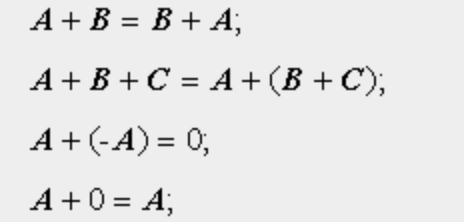 A + B = B + A;
A + B + C = A + (B + C);
A + (-A) = 0;
A + 0 = A;